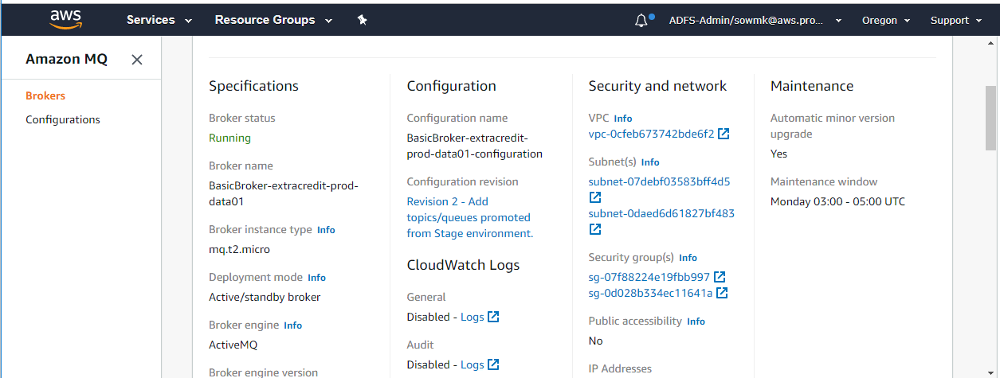 aws Services Resource Groups ADFS-Admin/sowmk@aws.pro... Oregon Support
Amazon MQ
Brokers
Configurations
Specifications
Broker status
Running
Broker name
BasicBroker-extracredit-prod-
data01
Broker instance type Info
mq.t2.micro
Deployment mode Info
Active/standby broker
Broker engine Info
ActiveMQ
Broker engine version
Configuration
Configuration name
BasicBroker-extracredit-
prod-data01-configuration
Configuration revision
Revision 2 - Add
topics/queues promoted
from Stage environment.
CloudWatch Logs
General
Disabled - Logs
Audit
Disabled - Logs
Security and network
VPC Info
vpc-0cfeb673742bde6f2
Subnet(s) Info
subnet-07debf03583bff4d5
subnet-0daed6d61827bf483
Security group(s) Info
sg-07f88224e19fbb997
sg-0d028b334ec11641a
Public accessibility Info
No
IP Addresses
Maintenance
Automatic minor version
upgrade
Yes
Maintenance window
Monday 03:00 - 05:00 UTC